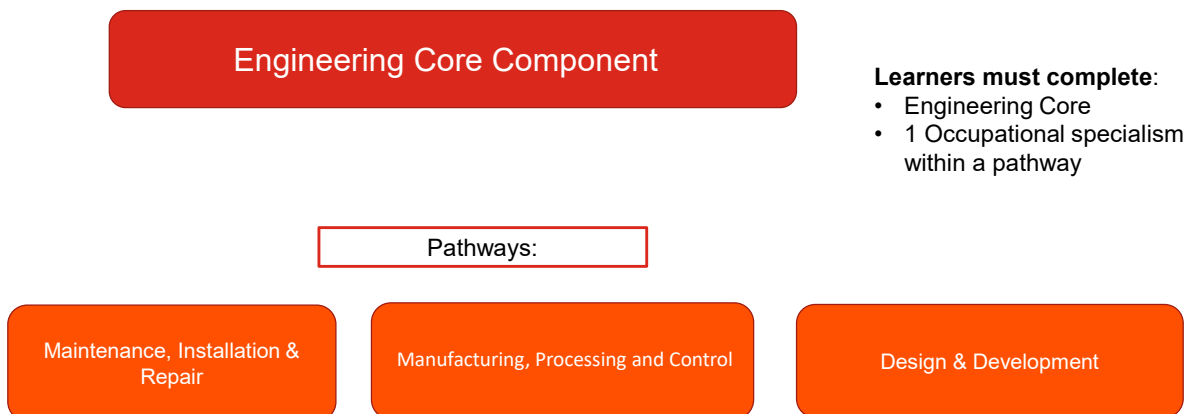 Engineering Core Component
Learners must complete:
• Engineering Core
• 1 Occupational specialism
within a pathway
Pathways:
Maintenance, Installation &
Repair
Manufacturing, Processing and Control
Design & Development